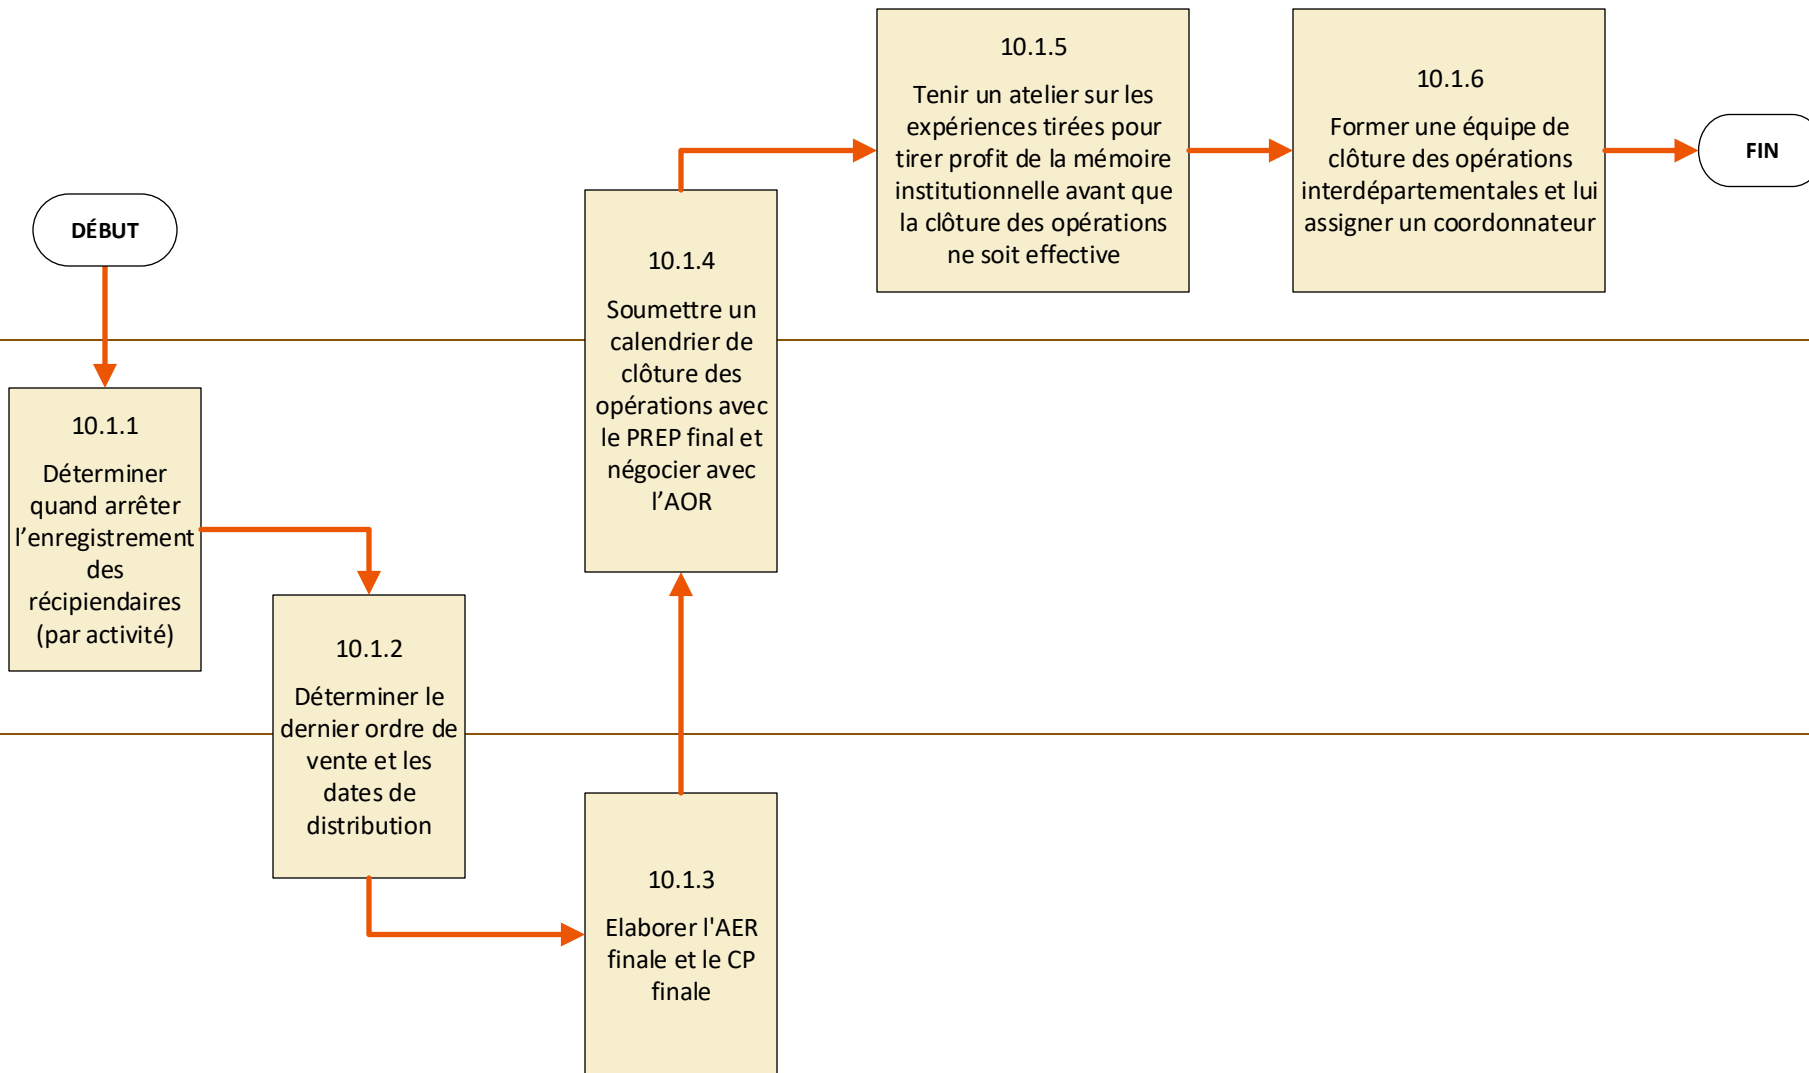 DÉBUT
10.1.1
Déterminer
quand arrêter
l’enregistrement
des
récipiendaires
(par activité)
10.1.2
Déterminer le
dernier ordre de
vente et les
dates de
distribution
10.1.3
Elaborer l'AER
finale et le CP
finale
10.1.4
Soumettre un
calendrier de
clôture des
opérations avec
le PREP final et
négocier avec
l’AOR
10.1.5
Tenir un atelier sur les
expériences tirées pour
tirer profit de la mémoire
institutionnelle avant que
la clôture des opérations
ne soit effective
10.1.6
Former une équipe de
clôture des opérations
interdépartementales et lui
assigner un coordonnateur
FIN